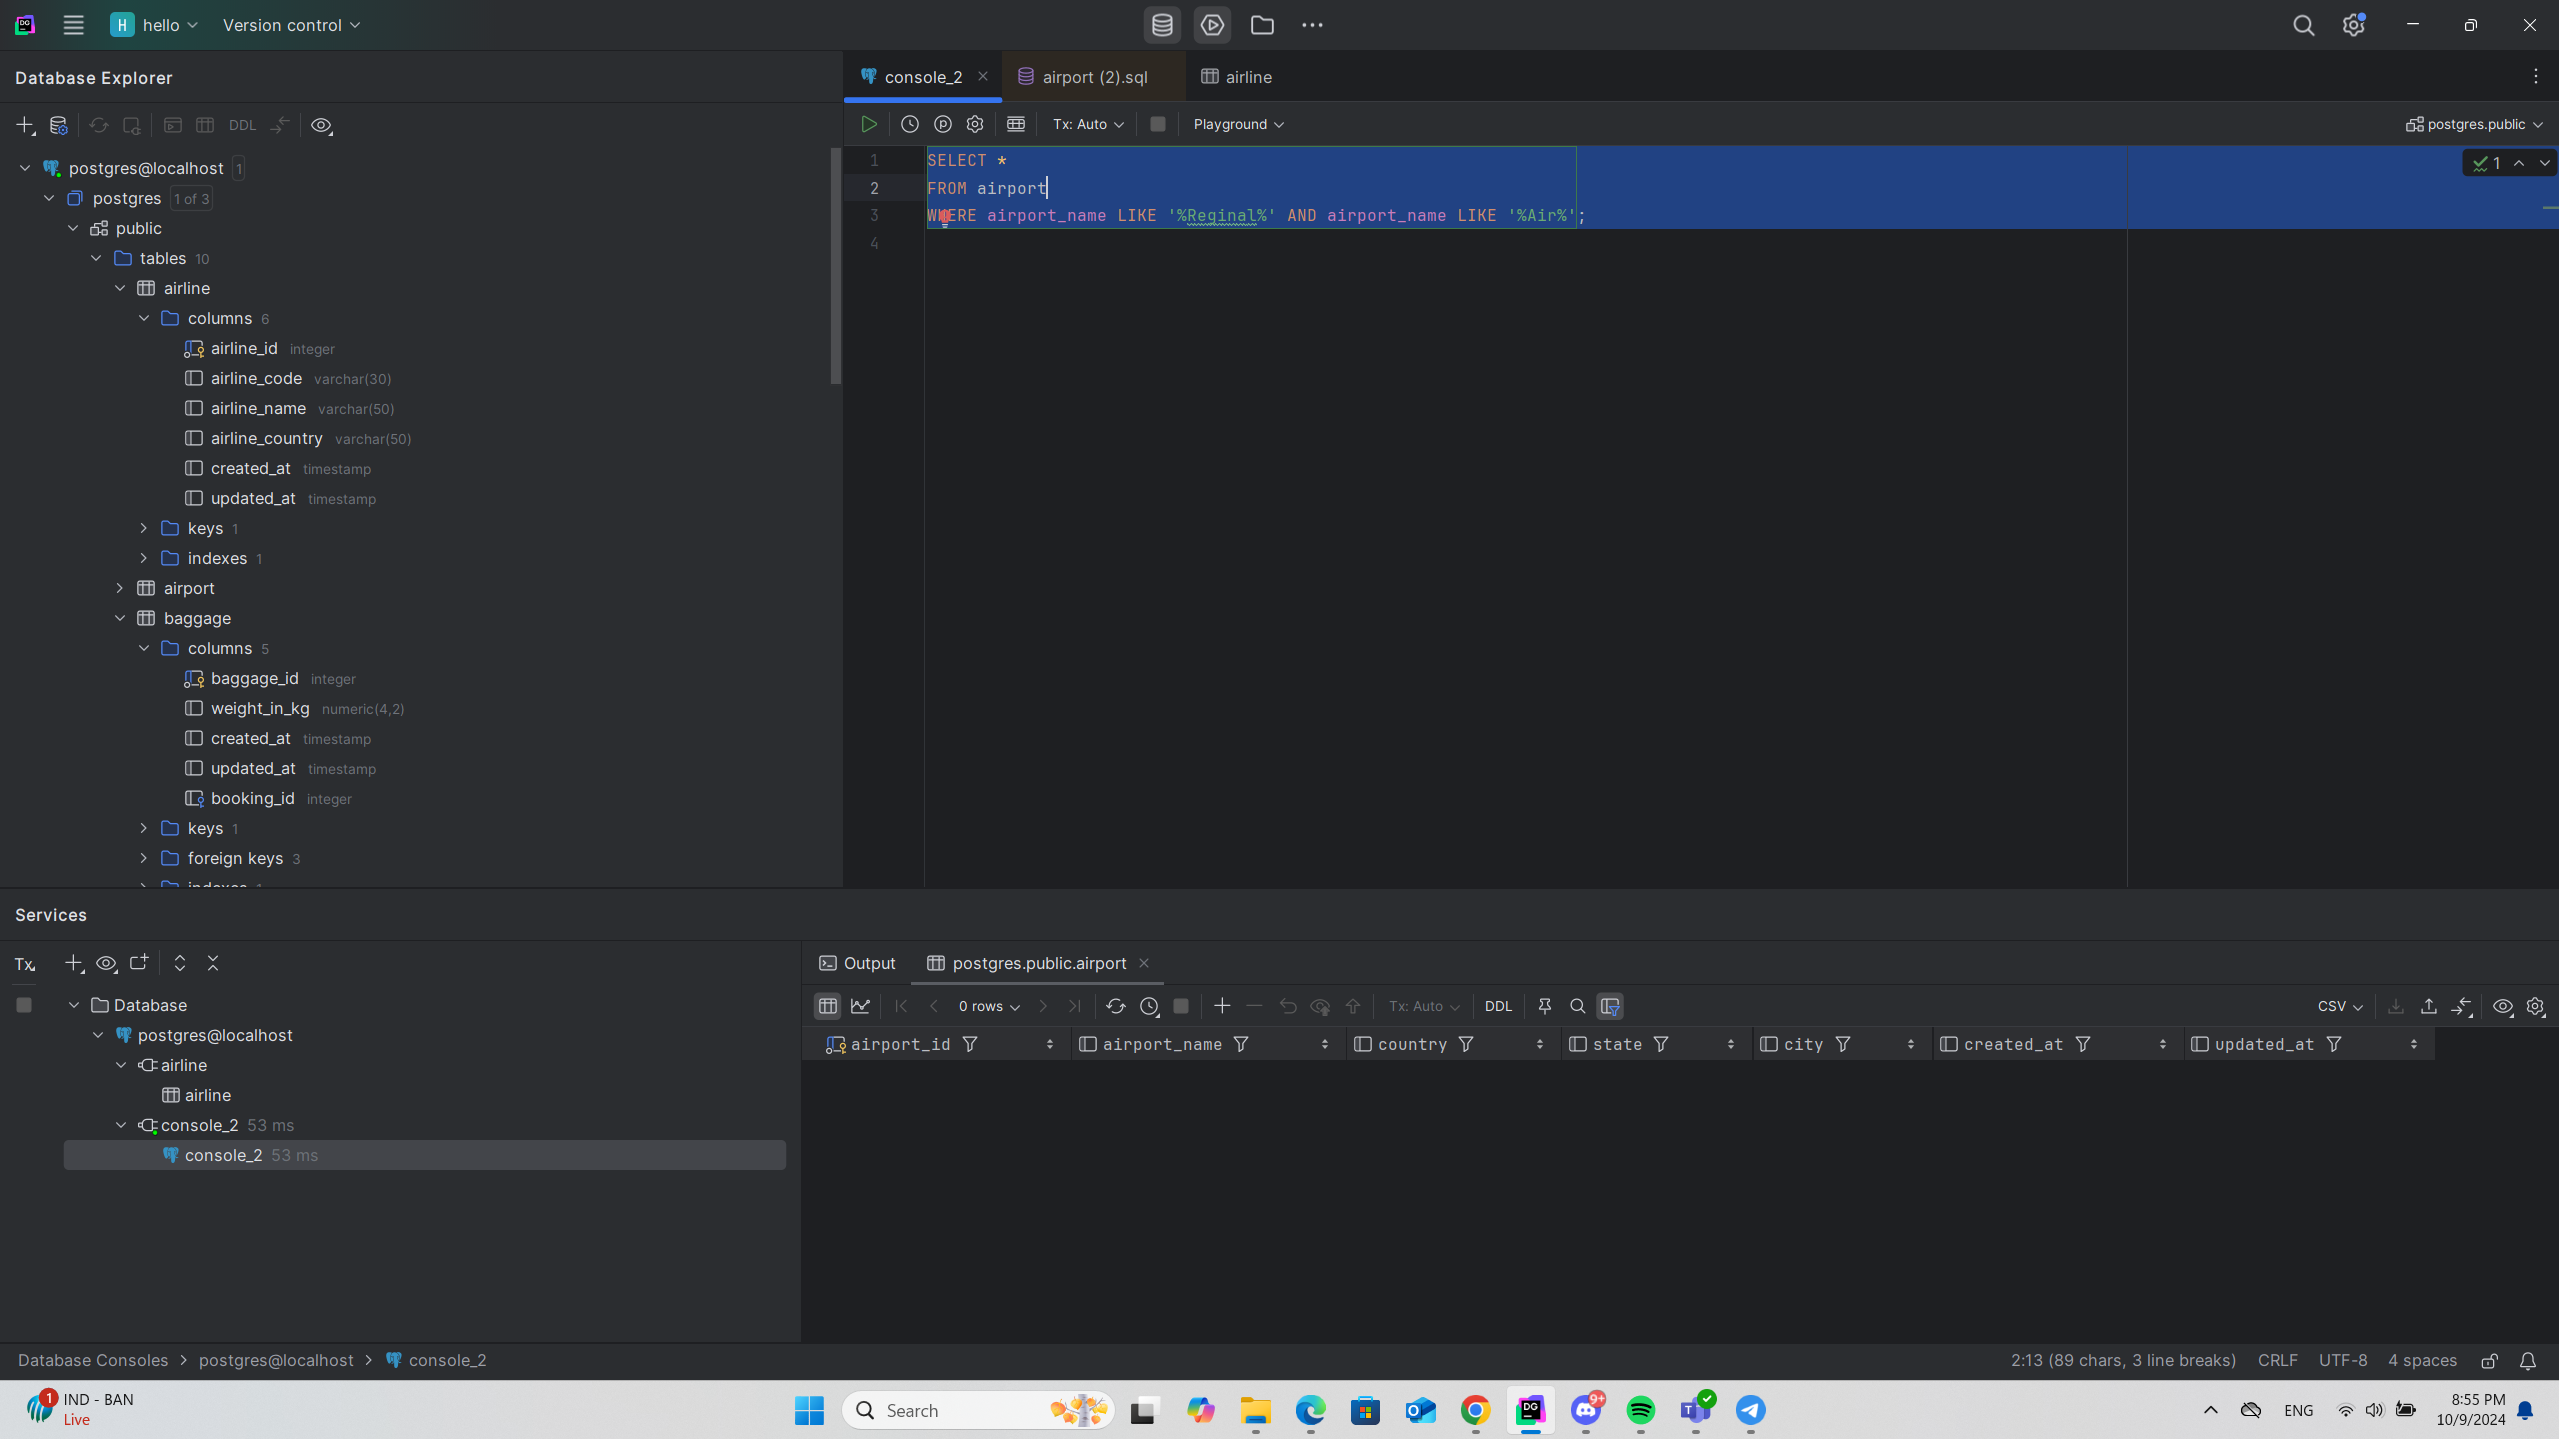 H hello Version control
Database Explorer
console_2 airport (2).sql airline
DDL
Tx: Auto Playground postgres.public
postgres@localhost 1
postgres 1 of 3
public
tables 10
airline
columns 6
airline_id integer
airline_code varchar(30)
airline_name varchar(50)
airline_country varchar(50)
created_at timestamp
updated_at timestamp
keys 1
indexes 1
airport
baggage
columns 5
baggage_id integer
weight_in_kg numeric(4,2)
created_at timestamp
updated_at timestamp
booking_id integer
keys 1
foreign keys 3
indexes 1
1 SELECT *
2 FROM airport
3 WHERE airport_name LIKE '%Reginal%' AND airport_name LIKE '%Air%';
4
1
Services
Tx
Database
postgres@localhost
airline
airline
console_2 53 ms
console_2 53 ms
Output postgres.public.airport
0 rows Tx: Auto DDL CSV
airport_id airport_name country state city created_at updated_at
Database Consoles > postgres@localhost > console_2
2:13 (89 chars, 3 line breaks) CRLF UTF-8 4 spaces
1 IND - BAN
Live
Search
DG
9+
ENG
8:55 PM
10/9/2024